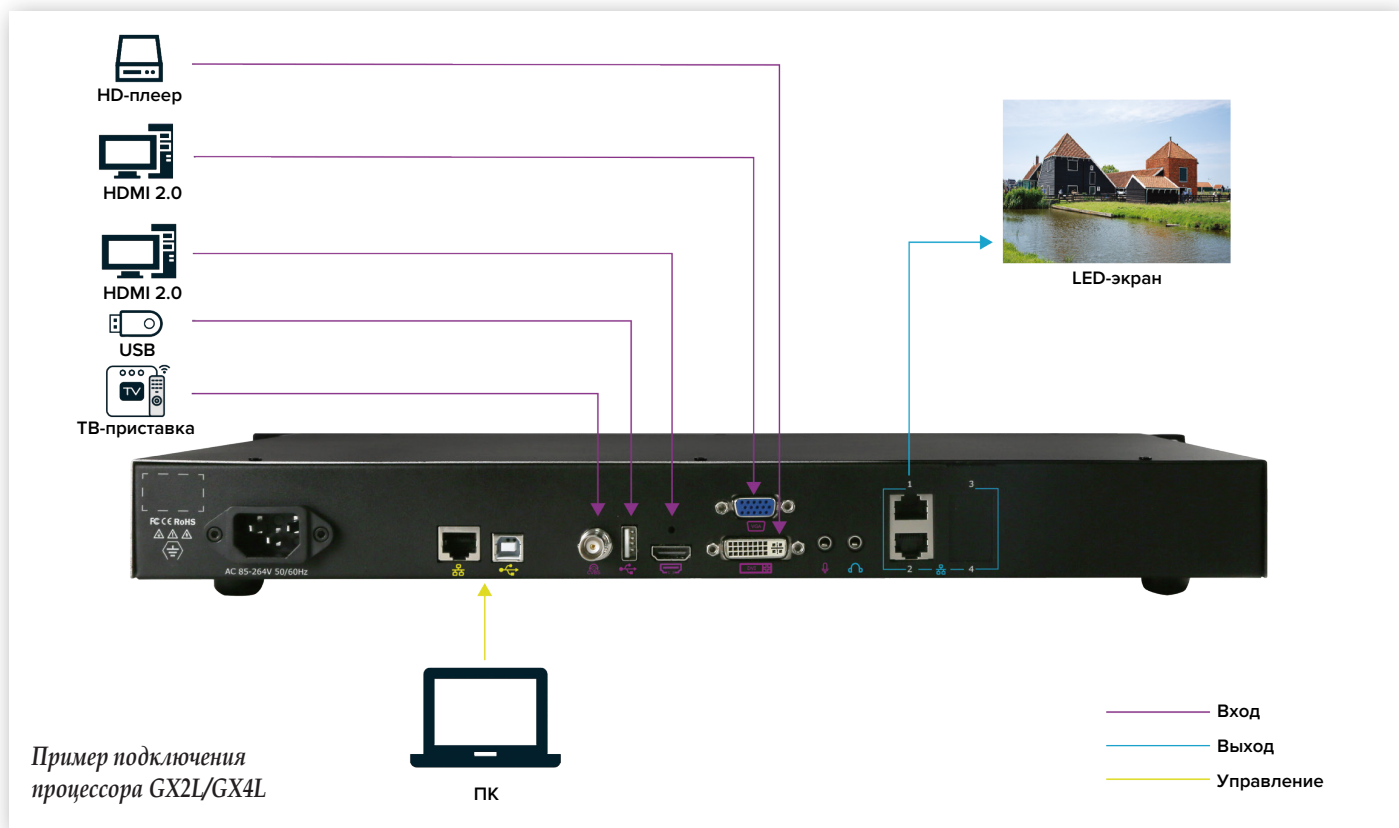 HD-плеер
HDMI 2.0
HDMI 2.0
USB
TV
ТВ-приставка
LED-экран
FC CE RoHS
AC 85-264V 50/60Hz
VGA
1
3
2
4
ПК
Вход
Выход
Управление
Пример подключения
процессора GX2L/GX4L